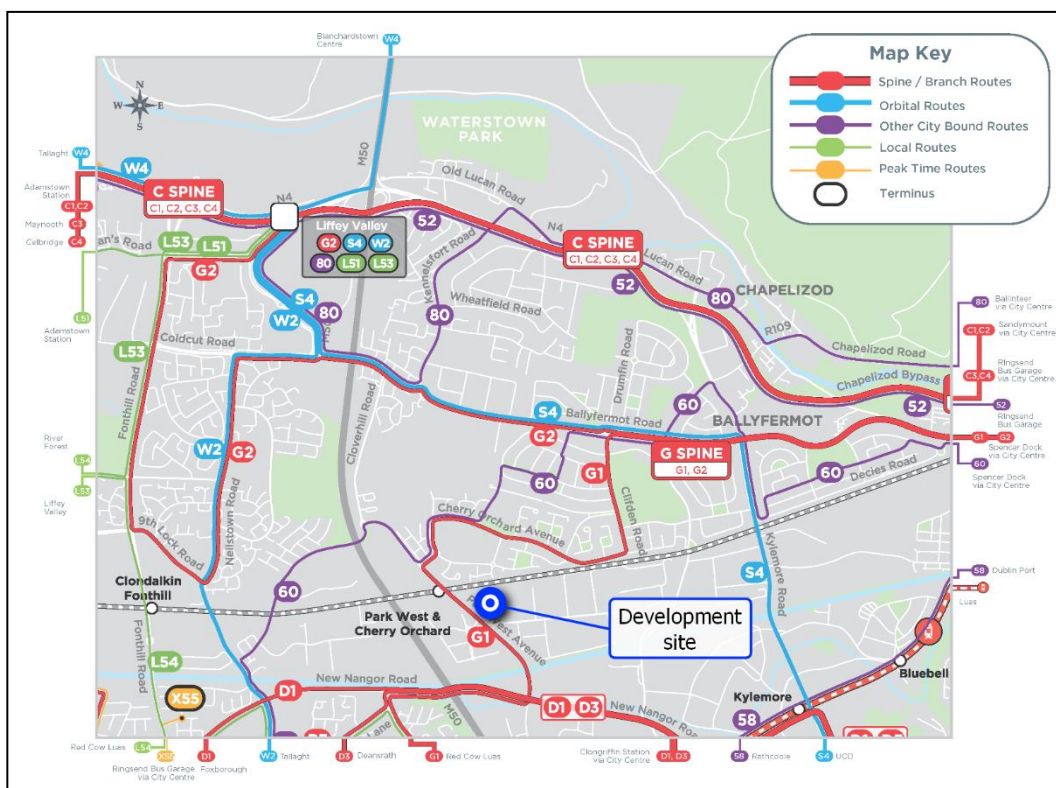 Blanchardstown
Centre
W4
Map Key
Spine / Branch Routes
Orbital Routes
Other City Bound Routes
Local Routes
Peak Time Routes
Terminus
N
W E
S
WATERSTOWN
PARK
M50
Tallaght
W4
W4
Adamstown
Station
C1,C2
Maynooth
C3
Celbridge
C4
C SPINE
C1, C2, C3, C4
N4
Old Lucan Road
52
N4
Liffey Valley
G2 S4 W2
80 L51 L53
an's Road
L53
L51
G2
Kennelsfort Road
C SPINE
C1, C2, C3, C4
Lucan Road
52
CHAPELIZOD
80
S4
W2
80
80
Wheatfield Road
R109
Ballinteer
via City Centre
80
Sandymount
via City Centre
C1,C2
L51
Adamstown
Station
Coldcut Road
L53
Drumfin Road
Chapelizod Road
Chapelizod Bypass
C3,C4
Ringsend
Bus Garage
via City Centre
52
52
Ringsend
Bus Garage
Fonthill Road
Cloverhill Road
60
S4
Ballyfermot Road
BALLYFERMOT
G2
G SPINE
G1, G2
G1 G2
Spencer Dock
via City Centre
60
Spencer Dock
via City Centre
River
Forest
L54
L53
Liffey
Valley
W2
G2
Neilstown Road
60
G1
Clifden Road
60
Decies Road
Cherry Orchard Avenue
9th Lock Road
Kylemore Road
S4
Clondalkin
Fonthill
60
Park West &
Cherry Orchard
G1
Development
site
58
Dublin Port
Luas
Fonthill Road
L54
X55
D1
New Nangor Road
M50
D1 D3
New Nangor Road
Kylemore
58
Bluebell
Lane
Red Cow Luas
L54
Ringsend Bus Garage
via City Centre
D1
Foxborough
W2
Tallaght
D3
Deansrath
G1
Red Cow Luas
Clongriffin Station
via City Centre
D1, D3
58
Rathcoole
S4
UCD